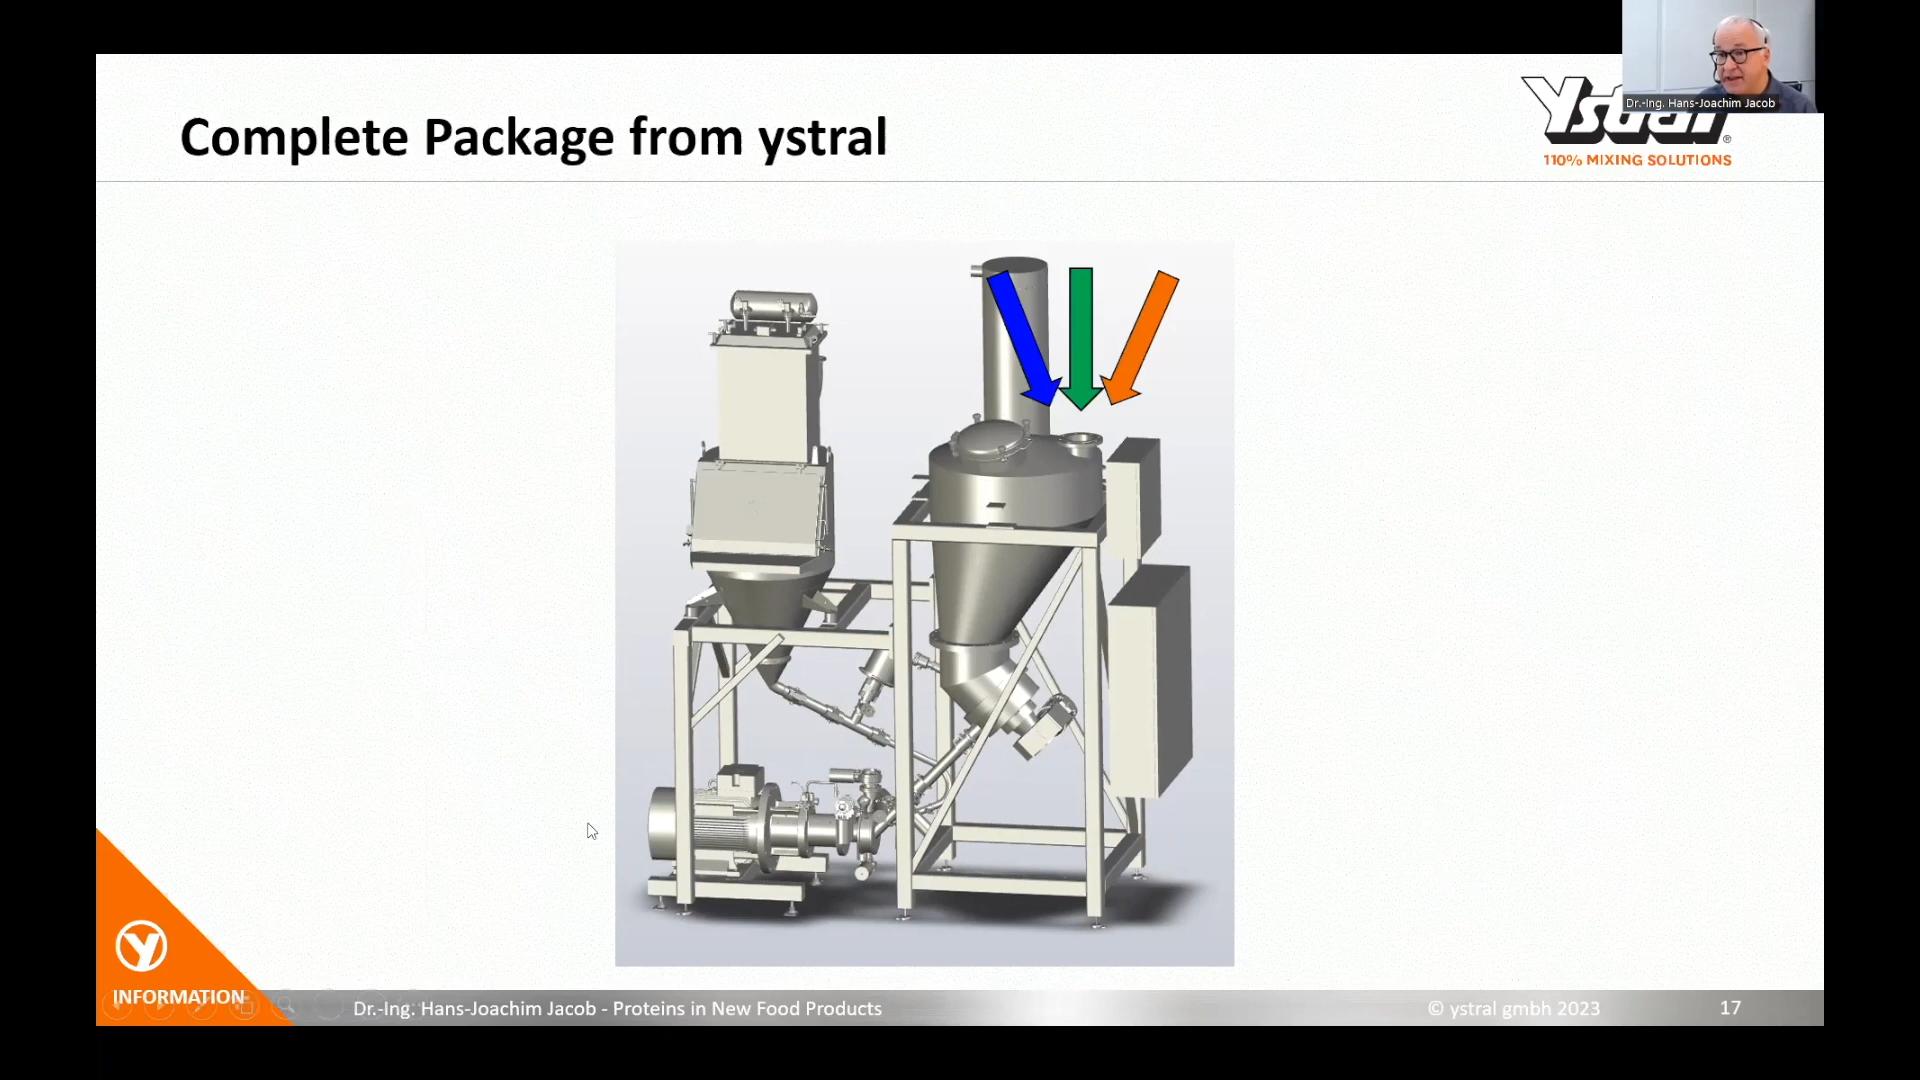 Complete Package from ystral
Dr.-Ing. Hans-Joachim Jacob
ystral
®
110% MIXING SOLUTIONS
y
INFORMATION
Dr.-Ing. Hans-Joachim Jacob - Proteins in New Food Products
© ystral gmbh 2023
17